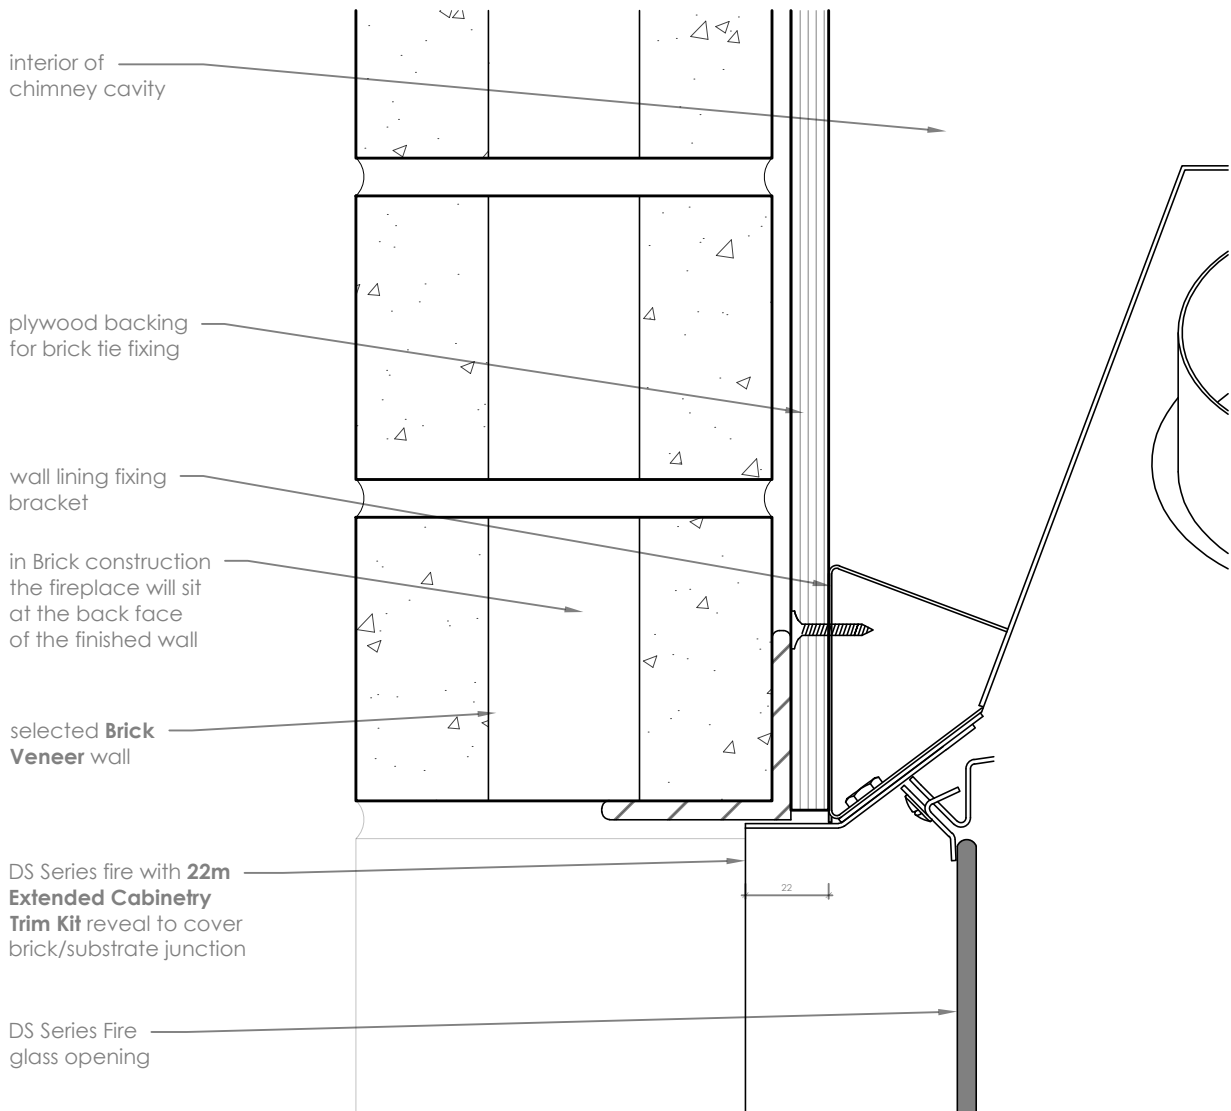 interior of
chimney cavity
plywood backing
for brick tie fixing
wall lining fixing
bracket
in Brick construction
the fireplace will sit
at the back face
of the finished wall
selected Brick
Veneer wall
DS Series fire with 22m
Extended Cabinetry
Trim Kit reveal to cover
brick/substrate junction
22
DS Series Fire
glass opening